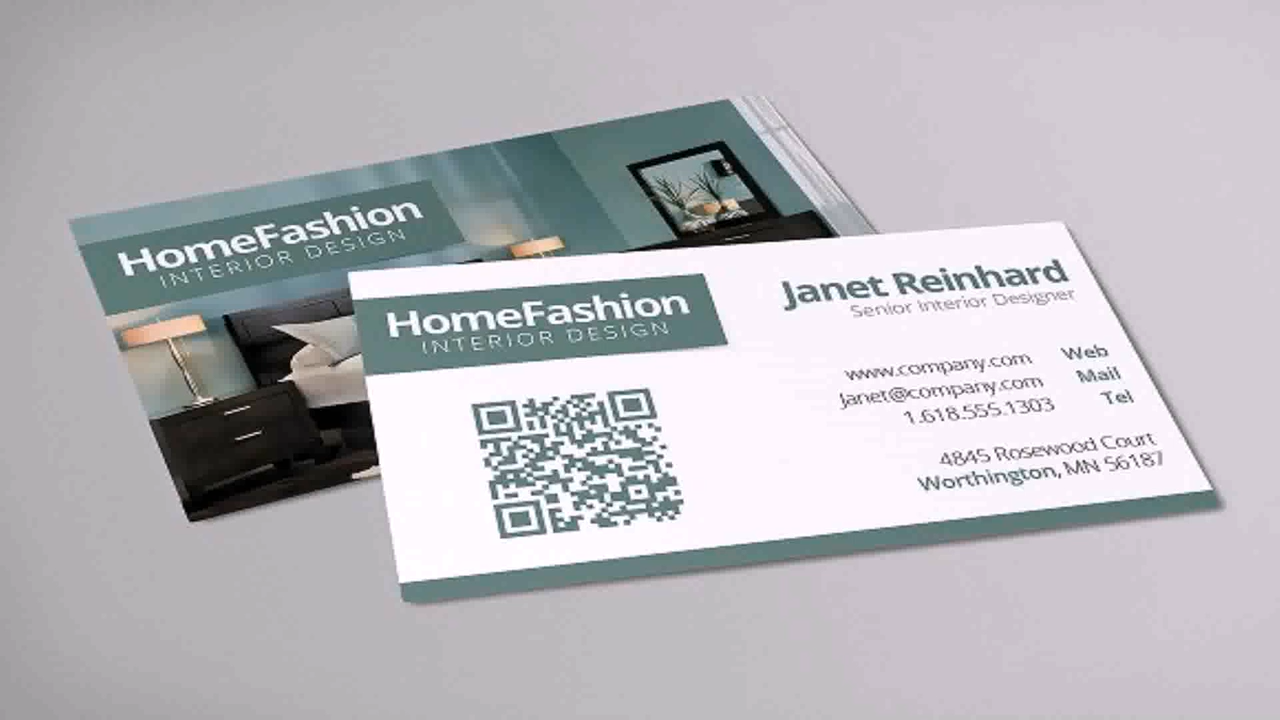 HomeFashion
INTERIOR DESIGN
HomeFashion
INTERIOR DESIGN
Janet Reinhard
Senior Interior Designer
www.company.com Web
Janet@company.com Mail
1.618.555.1303 Tel
4845 Rosewood Court
Worthington, MN 56187